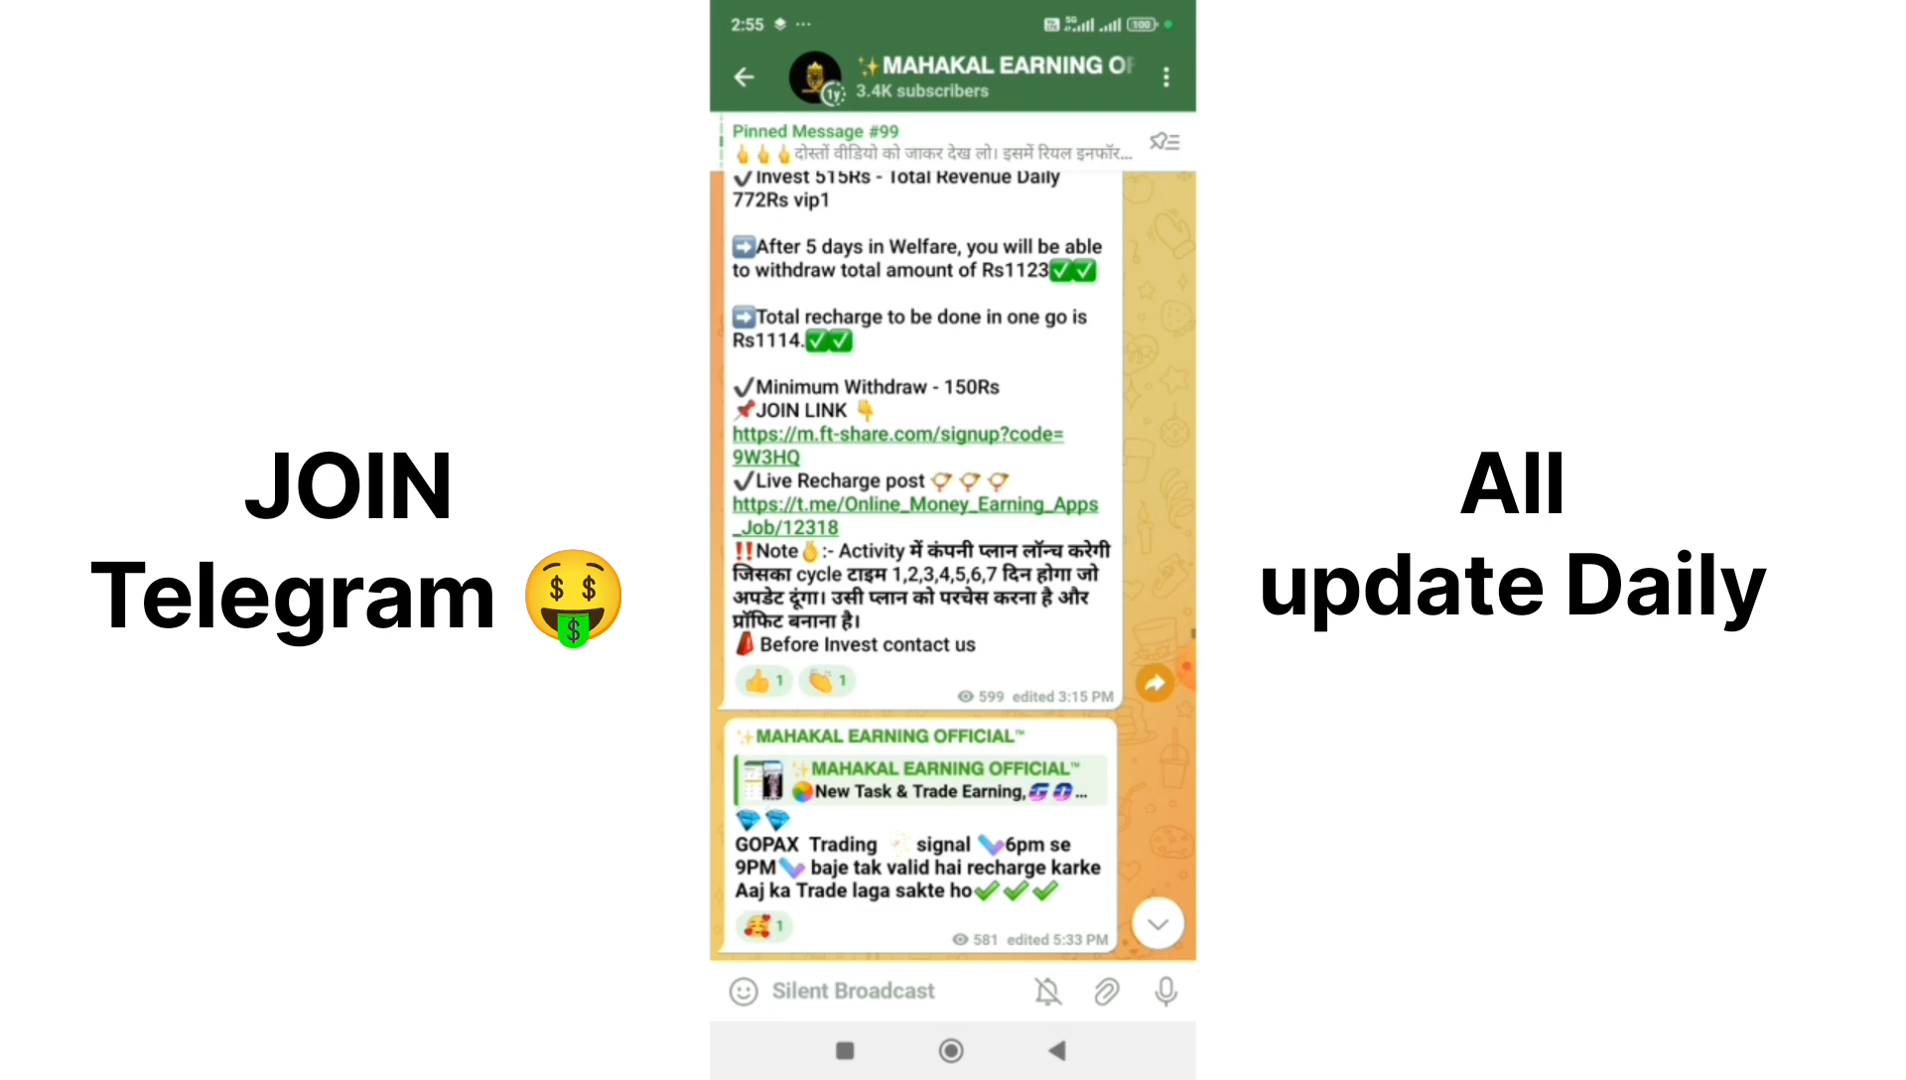 2:55
5G
100
✨MAHAKAL EARNING OF
1y
3.4K subscribers
Pinned Message #99
👆👆👆दोस्तों वीडियो को जाकर देख लो। इसमें रियल इनफॉर...
✔️Invest 515Rs - Total Revenue Daily
772Rs vip1
➡️After 5 days in Welfare, you will be able
to withdraw total amount of Rs1123✅✅
➡️Total recharge to be done in one go is
Rs1114.✅✅
✔️Minimum Withdraw - 150Rs
📌JOIN LINK 👇
https://m.ft-share.com/signup?code=
9W3HQ
✔️Live Recharge post
https://t.me/Online_Money_Earning_Apps
_Job/12318
‼️Note👌:- Activity में कंपनी प्लान लॉन्च करेगी
जिसका cycle टाइम 1,2,3,4,5,6,7 दिन होगा जो
अपडेट दूंगा। उसी प्लान को परचेस करना है और
प्रॉफिट बनाना है।
Before Invest contact us
👍 1 👏 1
599 edited 3:15 PM
✨MAHAKAL EARNING OFFICIAL™
✨MAHAKAL EARNING OFFICIAL™
New Task & Trade Earning, ...
💎💎
GOPAX Trading signal 6pm se
9PM baje tak valid hai recharge karke
Aaj ka Trade laga sakte ho✔✔✔
🥰 1
581 edited 5:33 PM
Silent Broadcast
JOIN
Telegram 🤑
All
update Daily